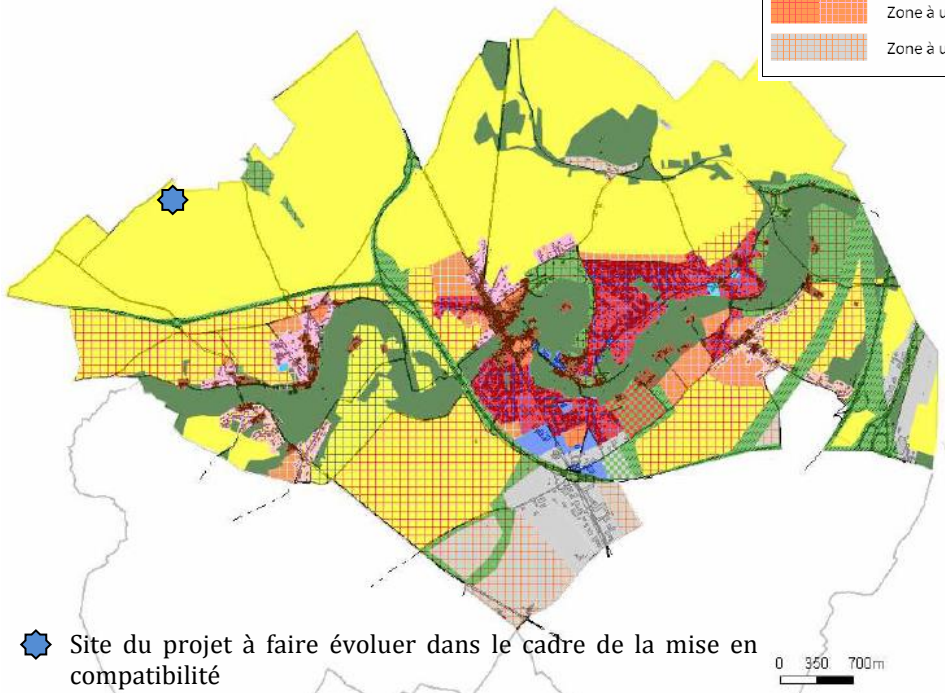 Zone à u
Zone à u
Site du projet à faire évoluer dans le cadre de la mise en
compatibilité
0 350 700m